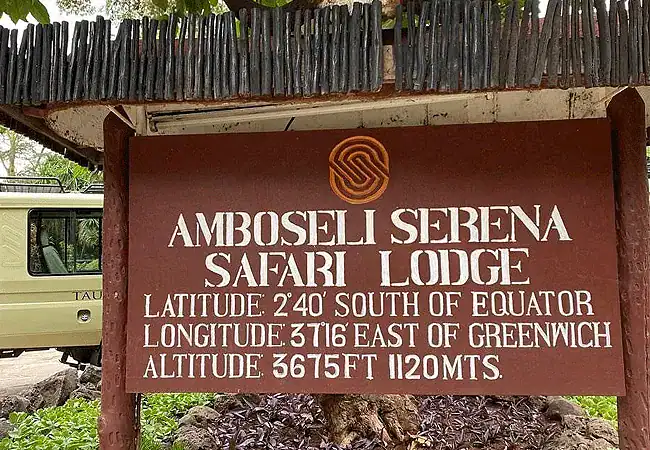 AMBOSELI SERENA
SAFARI LODGE
LATITUDE: 2°40' SOUTH OF EQUATOR
LONGITUDE: 37°16' EAST OF GREENWICH
ALTITUDE: 3675FT 1120MTS.
TAU